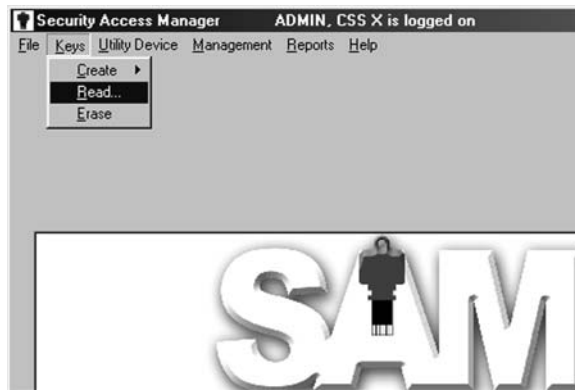 Security Access Manager ADMIN, CSS X is logged on
File Keys Utility Device Management Reports Help
Create
Read...
Erase
SAM